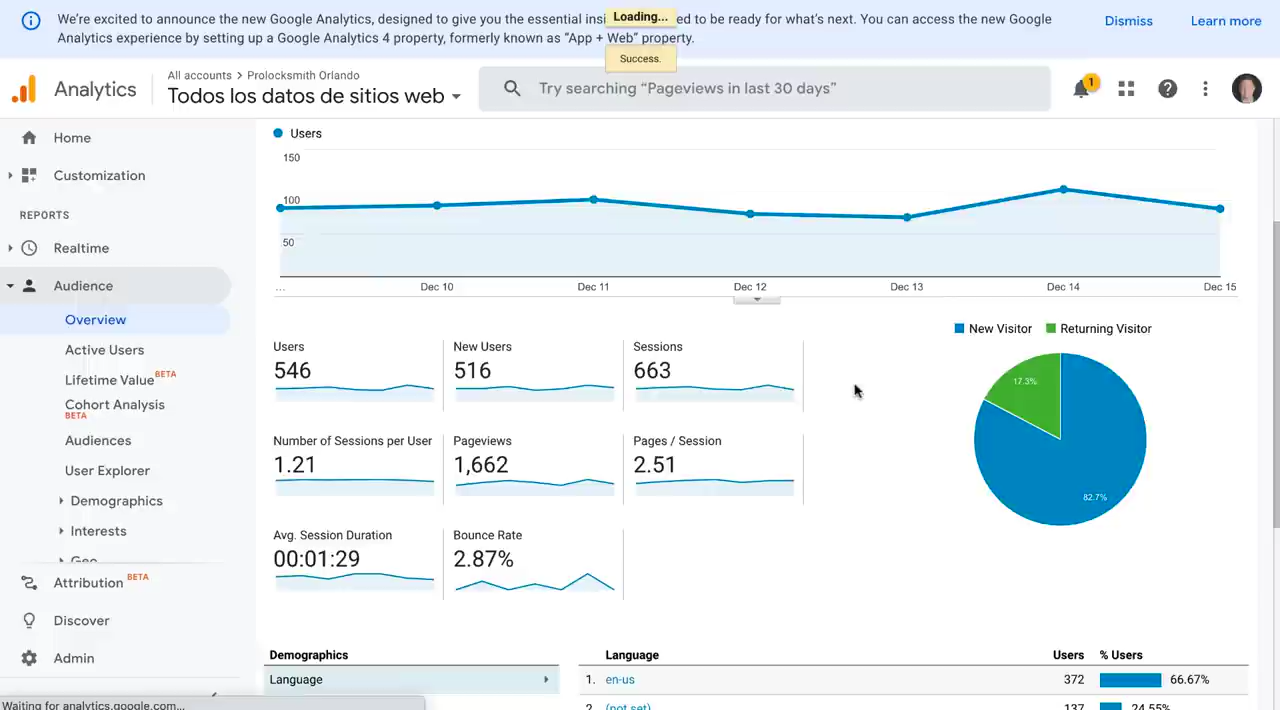 We're excited to announce the new Google Analytics, designed to give you the essential insi
ed to be ready for what's next. You can access the new Google
Analytics experience by setting up a Google Analytics 4 property, formerly known as "App + Web" property.
Loading...
Success.
Dismiss
Learn more
Analytics
All accounts > Prolocksmith Orlando
Todos los datos de sitios web
Try searching "Pageviews in last 30 days"
1
Home
Customization
REPORTS
Realtime
Audience
Overview
Active Users
Lifetime Value BETA
Cohort Analysis
BETA
Audiences
User Explorer
Demographics
Interests
Geo
Attribution BETA
Discover
Admin
Waiting for analytics.google.com...
Users
150
100
50
...
Dec 10
Dec 11
Dec 12
Dec 13
Dec 14
Dec 15
New Visitor
Returning Visitor
17.3%
82.7%
Users
546
New Users
516
Sessions
663
Number of Sessions per User
1.21
Pageviews
1,662
Pages / Session
2.51
Avg. Session Duration
00:01:29
Bounce Rate
2.87%
Demographics
Language
Language
Users
% Users
1. en-us 372 66.67%
2. (not set) 137 24.55%